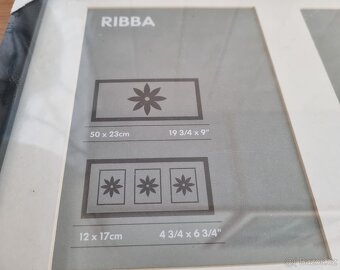 RIBBA
50 x 23cm 19 3/4 x 9"
12 x 17cm 4 3/4 x 6 3/4"